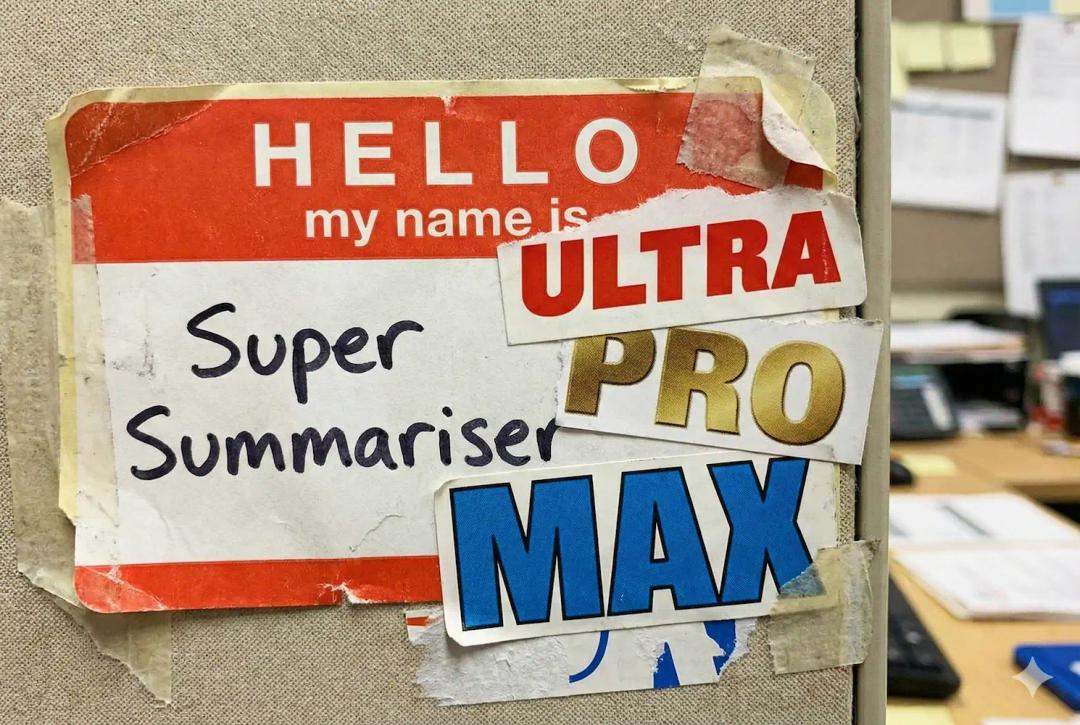 HELLO
my name is
ULTRA
Super
PRO
Summariser
MAX